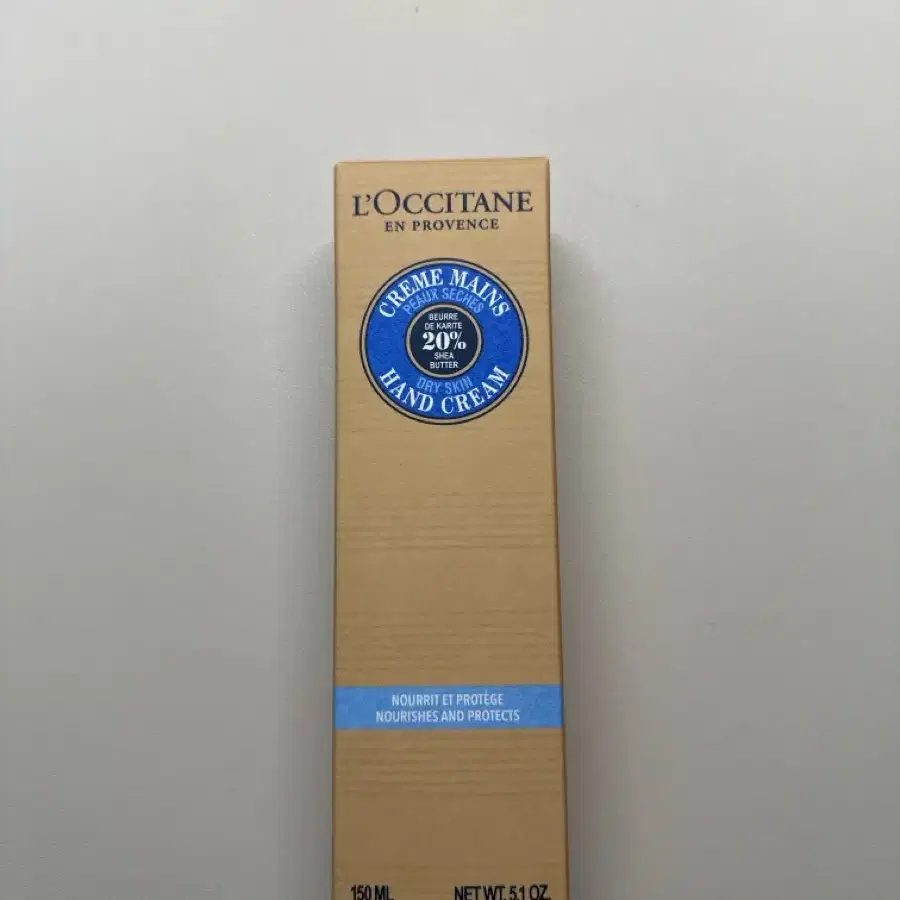 L'OCCITANE
EN PROVENCE
CREME MAINS
PEAUX SECHES
BEURRE
DE KARITE
20%
SHEA
BUTTER
DRY SKIN
HAND CREAM
NOURRIT ET PROTÈGE
NOURISHES AND PROTECTS
150 ML NET WT. 5.1 OZ.